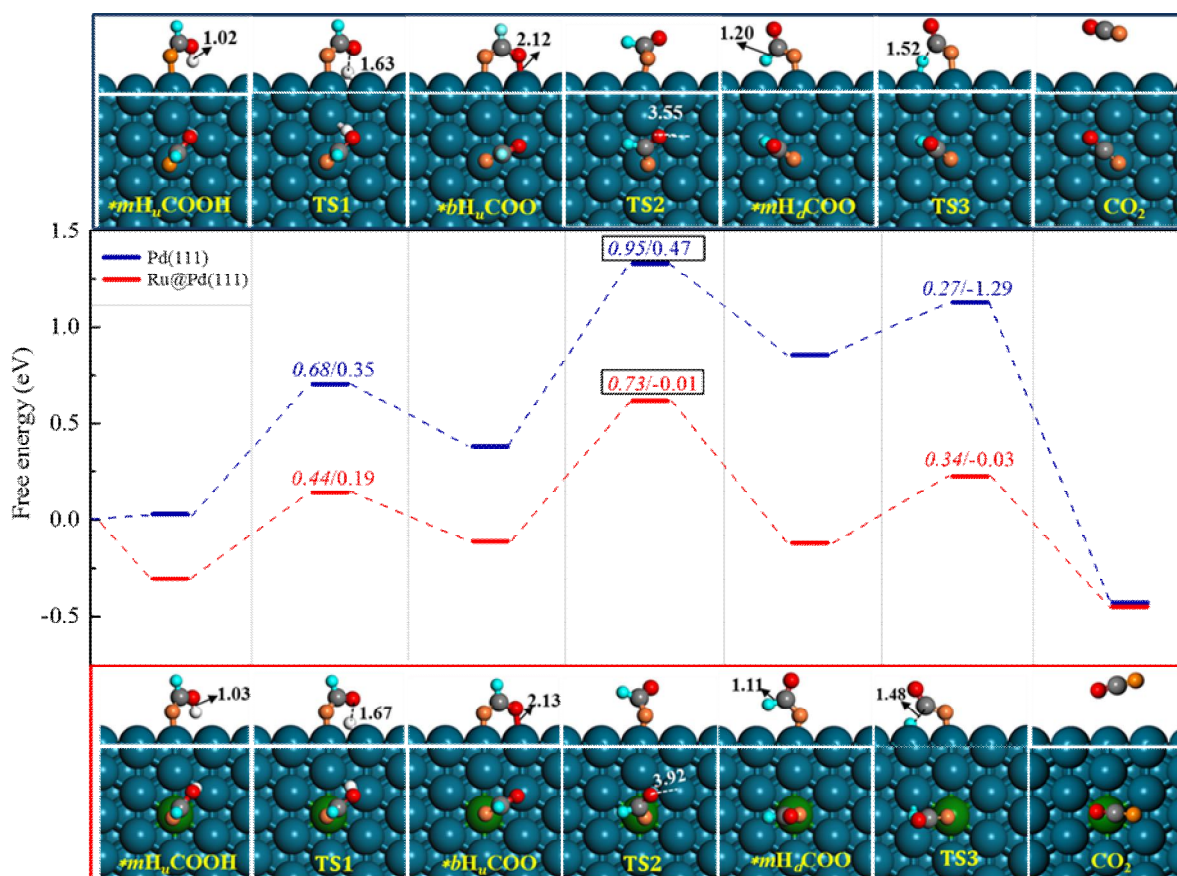 1.02
1.63
2.12
3.55
1.20
1.52
*mHuCOOH
TS1
*bHuCOO
TS2
*mHdCOO
TS3
CO2
1.5
1.0
0.5
0.0
-0.5
Free energy (eV)
Pd(111)
Ru@Pd(111)
0.68/0.35
0.95/0.47
0.27/-1.29
0.44/0.19
0.73/-0.01
0.34/-0.03
1.03
1.67
2.13
3.92
1.11
1.48
*mHuCOOH
TS1
*bHuCOO
TS2
*mHdCOO
TS3
CO2